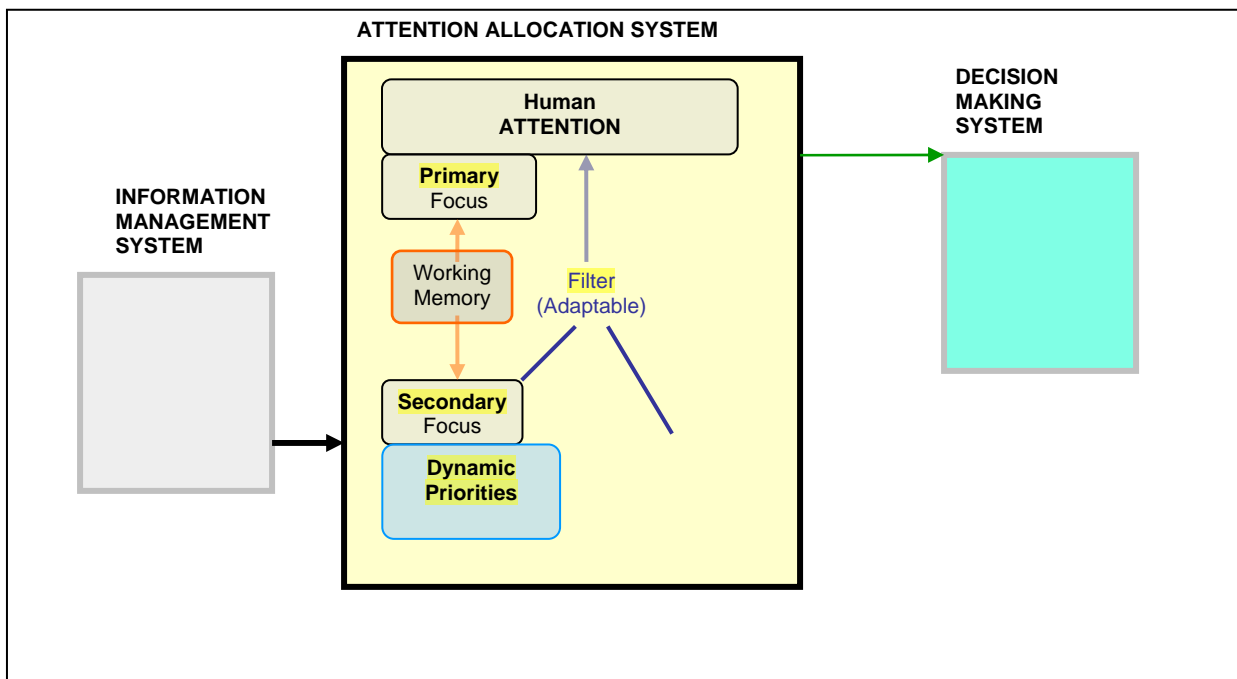 ATTENTION ALLOCATION SYSTEM
INFORMATION
MANAGEMENT
SYSTEM
Human
ATTENTION
Primary
Focus
Working
Memory
Filter
(Adaptable)
Secondary
Focus
Dynamic
Priorities
DECISION
MAKING
SYSTEM